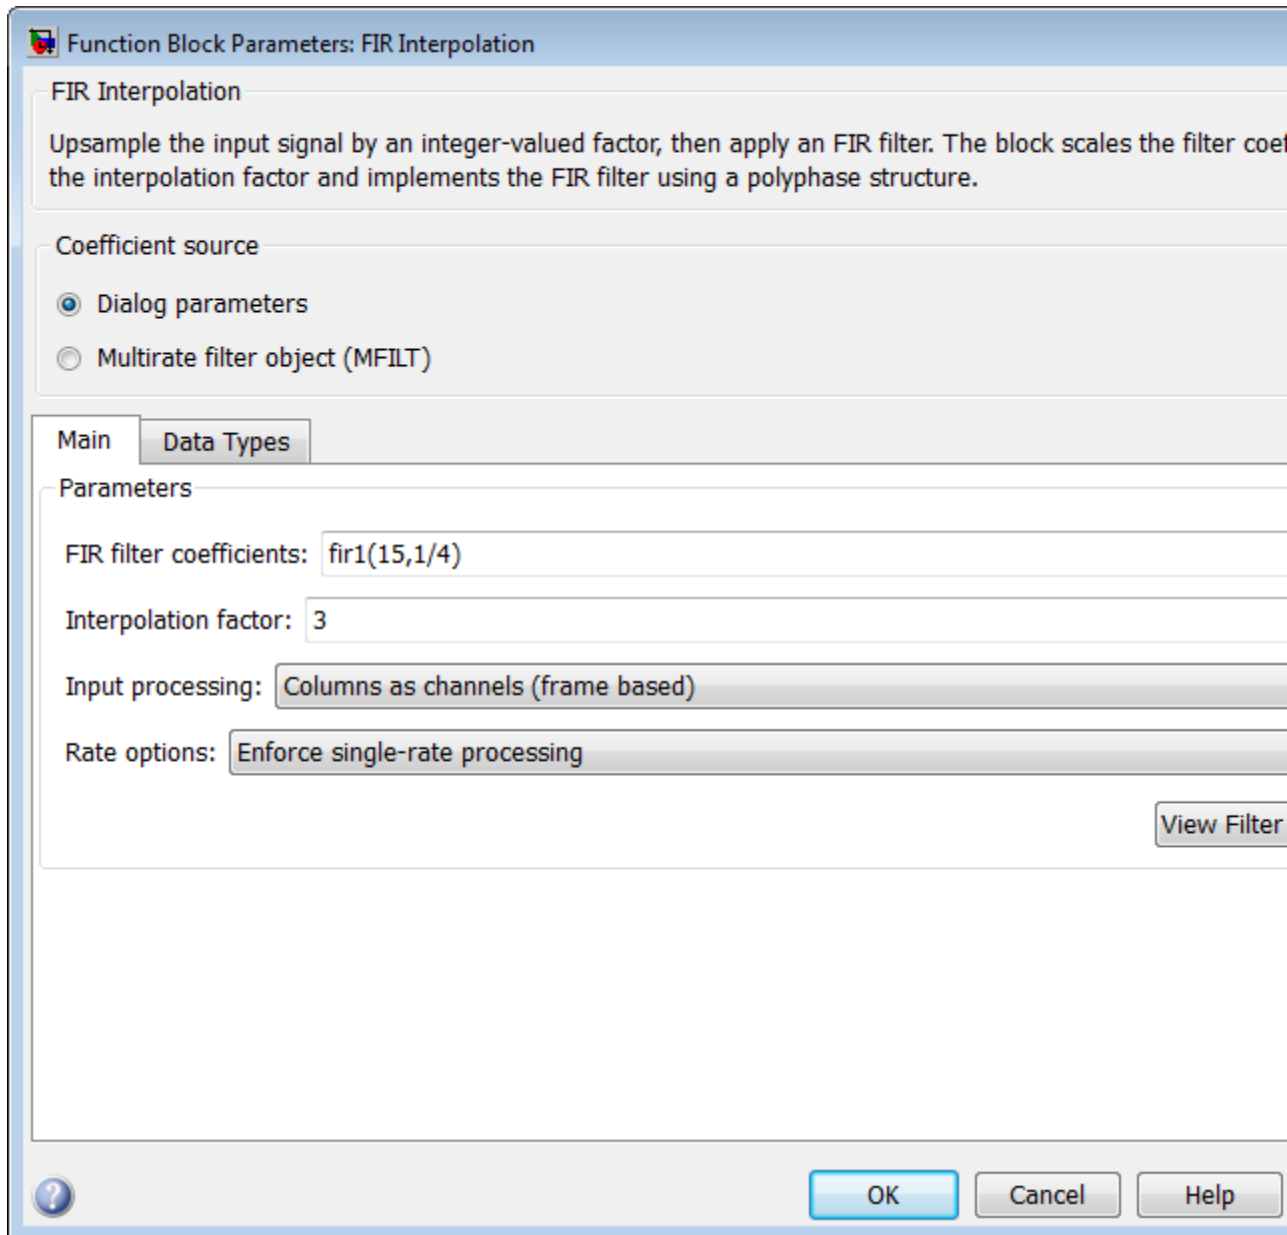 Function Block Parameters: FIR Interpolation
FIR Interpolation
Upsample the input signal by an integer-valued factor, then apply an FIR filter. The block scales the filter
the interpolation factor and implements the FIR filter using a polyphase structure.
Coefficient source
Dialog parameters
Multirate filter object (MFILT)
Main Data Types
Parameters
FIR filter coefficients: fir1(15,1/4)
Interpolation factor: 3
Input processing: Columns as channels (frame based)
Rate options: Enforce single-rate processing
View Filter
? OK Cancel Help